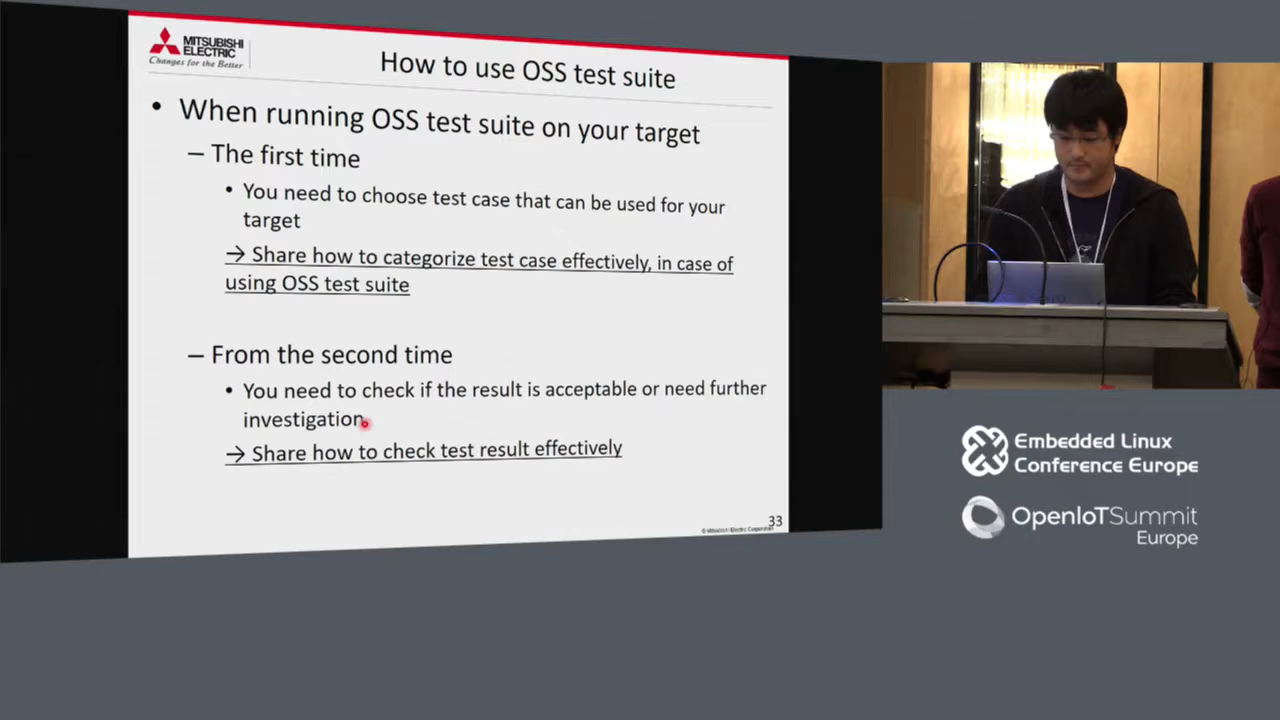 MITSUBISHI
ELECTRIC
Changes for the Better
How to use OSS test suite
• When running OSS test suite on your target
– The first time
• You need to choose test case that can be used for your
target
→ Share how to categorize test case effectively, in case of
using OSS test suite
– From the second time
• You need to check if the result is acceptable or need further
investigation.
→ Share how to check test result effectively
33
© Mitsubishi Electric Corporation
Embedded Linux
Conference Europe
OpenIoTSummit
Europe